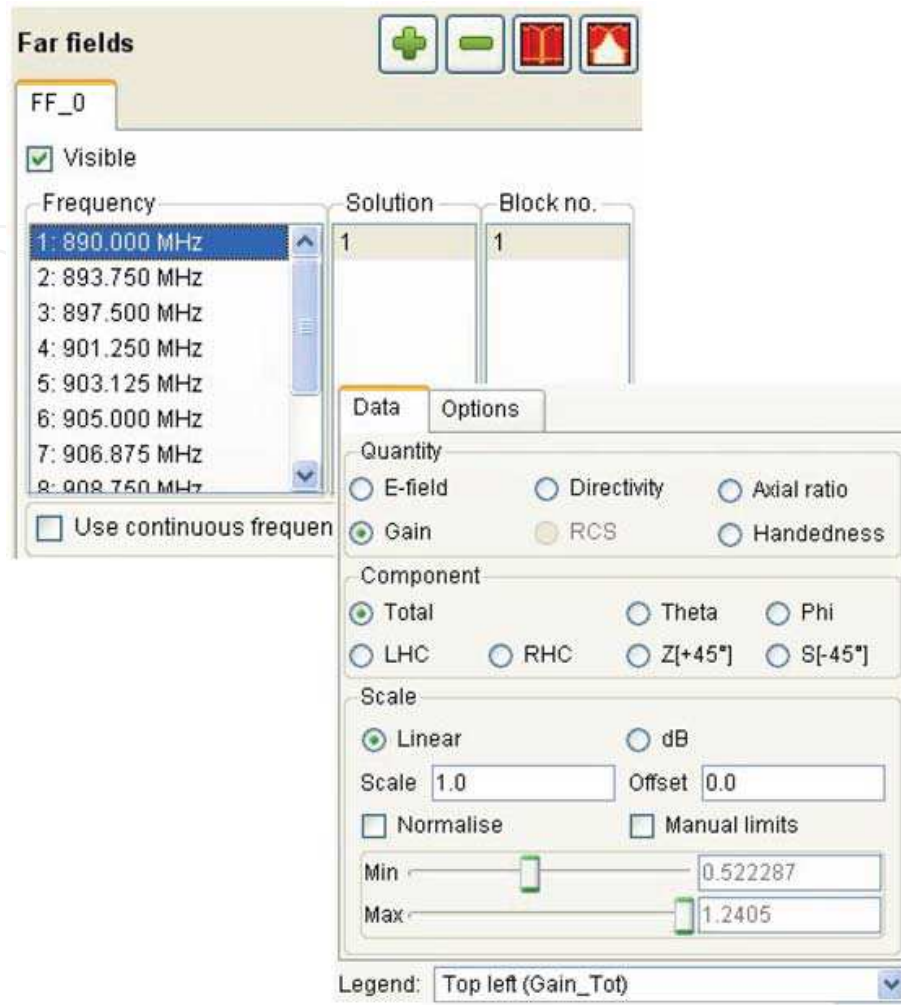 Far fields
FF_0
Visible
Frequency Solution Block no.
1: 890.000 MHz 1 1
2: 893.750 MHz
3: 897.500 MHz
4: 901.250 MHz
5: 903.125 MHz
6: 905.000 MHz
7: 906.875 MHz
8: 908.750 MHz
Use continuous frequen
Data Options
Quantity
E-field Directivity Axial ratio
Gain RCS Handedness
Component
Total Theta Phi
LHC RHC Z[+45°] S[-45°]
Scale
Linear dB
Scale 1.0 Offset 0.0
Normalise Manual limits
Min 0.522287
Max 1.2405
Legend: Top left (Gain_Tot)